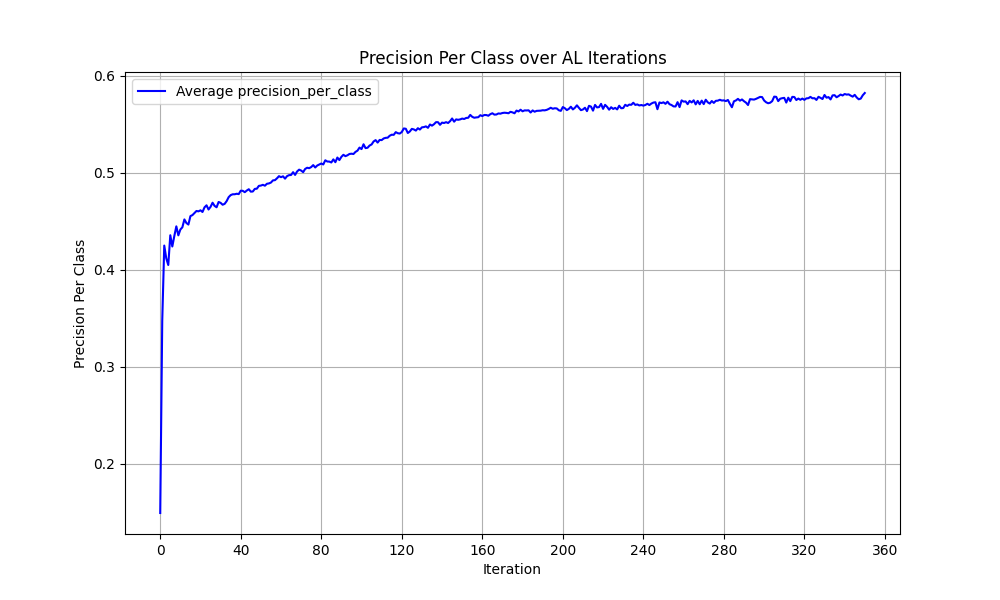 Precision Per Class over AL Iterations
Average precision_per_class
Precision Per Class
0.6
0.5
0.4
0.3
0.2
0 40 80 120 160 200 240 280 320 360
Iteration